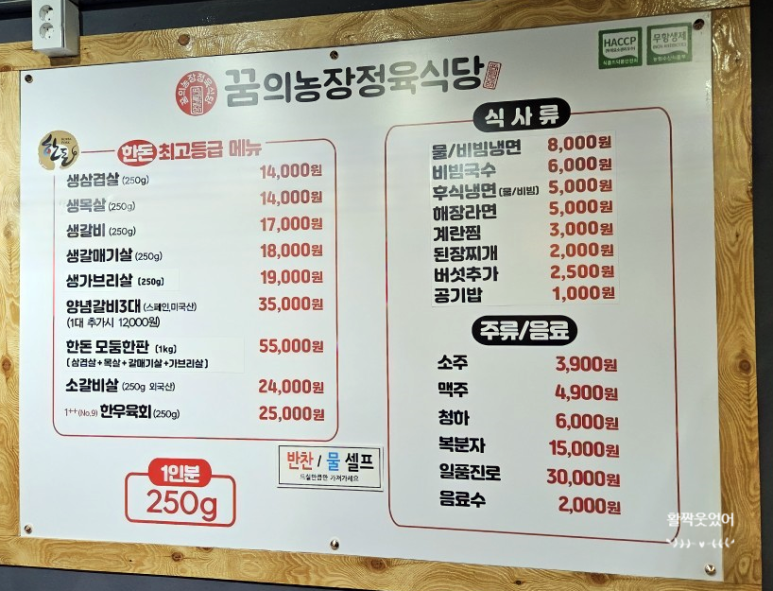 꿈의농장정육식당
HACCP
무항생제
한돈
한돈 최고등급 메뉴
생삼겹살 (250g) 14,000원
생목살 (250g) 14,000원
생갈비 (250g) 17,000원
생갈매기살 (250g) 18,000원
생가브리살 (250g) 19,000원
양념갈비3대 (스페인,미국산) 35,000원
(1대 추가시 12,000원)
한돈 모둠한판 (1kg) 55,000원
(삼겹살+목살+갈매기살+가브리살)
소갈비살 (250g 외국산) 24,000원
1++(No.9) 한우육회(250g) 25,000원
1인분
250g
반찬 / 물 셀프
가져가세요
식사류
물/비빔냉면 8,000원
비빔국수 6,000원
후식냉면 (물/비빔) 5,000원
해장라면 5,000원
계란찜 3,000원
된장찌개 2,000원
버섯추가 2,500원
공기밥 1,000원
주류/음료
소주 3,900원
맥주 4,900원
청하 6,000원
복분자 15,000원
일품진로 30,000원
음료수 2,000원
활짝웃었어